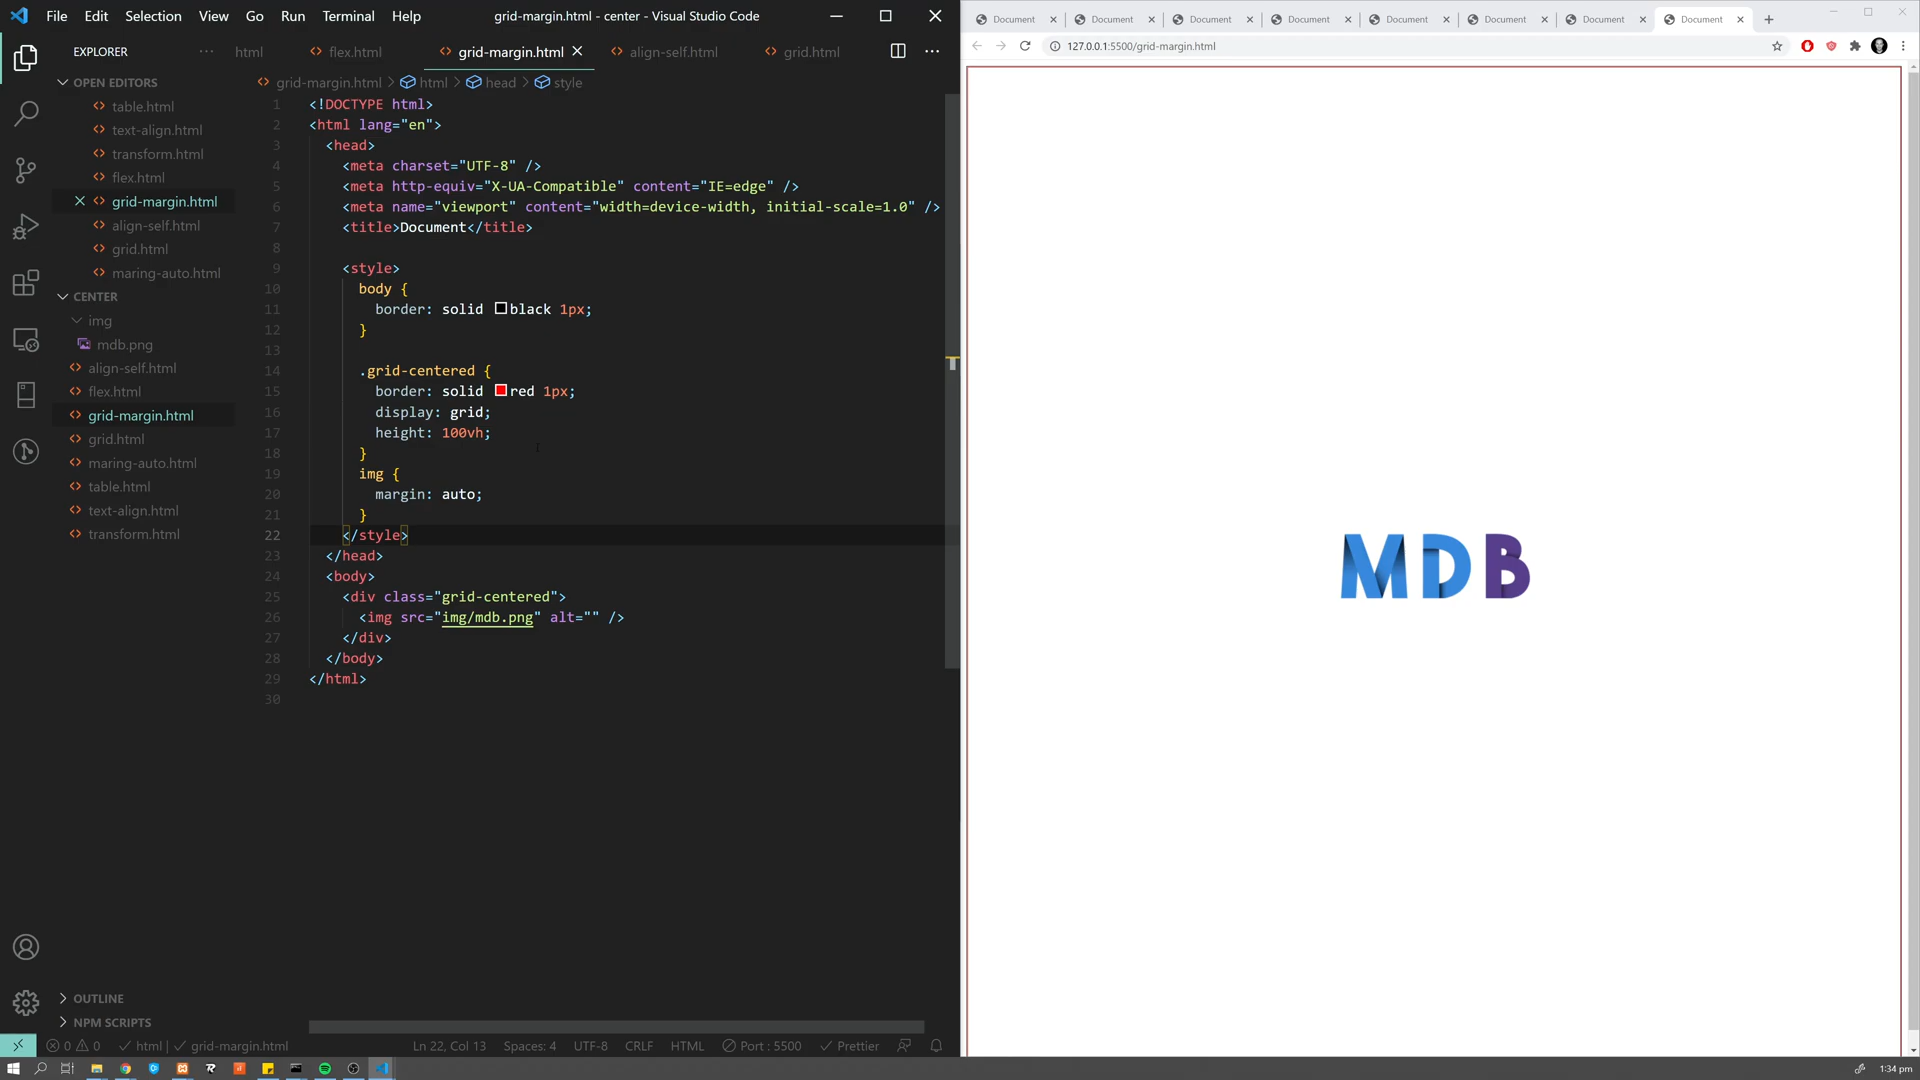 File Edit Selection View Go Run Terminal Help
grid-margin.html - center - Visual Studio Code
EXPLORER
OPEN EDITORS
table.html
text-align.html
transform.html
flex.html
grid-margin.html
align-self.html
grid.html
maring-auto.html
CENTER
img
mdb.png
align-self.html
flex.html
grid-margin.html
grid.html
maring-auto.html
table.html
text-align.html
transform.html
OUTLINE
NPM SCRIPTS
html flex.html grid-margin.html align-self.html grid.html
grid-margin.html > html > head > style
1 <!DOCTYPE html>
2 <html lang="en">
3 <head>
4 <meta charset="UTF-8" />
5 <meta http-equiv="X-UA-Compatible" content="IE=edge" />
6 <meta name="viewport" content="width=device-width, initial-scale=1.0" />
7 <title>Document</title>
8
9 <style>
10 body {
11 border: solid black 1px;
12 }
13
14 .grid-centered {
15 border: solid red 1px;
16 display: grid;
17 height: 100vh;
18 }
19 img {
20 margin: auto;
21 }
22 </style>
23 </head>
24 <body>
25 <div class="grid-centered">
26 <img src="img/mdb.png" alt="" />
27 </div>
28 </body>
29 </html>
30
0 0 html grid-margin.html Ln 22, Col 13 Spaces: 4 UTF-8 CRLF HTML Port : 5500 Prettier
Document Document Document Document Document Document Document Document
127.0.0.1:5500/grid-margin.html
MDB
1:34 pm